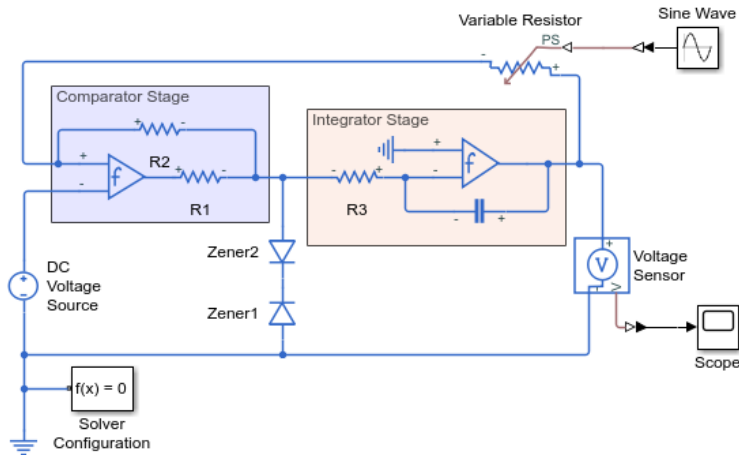 Variable Resistor
Sine Wave
PS
- +
Comparator Stage
+ -
+
-
f
R2
+ -
R1
Integrator Stage
+
-
f
- +
R3
- +
Zener2
Zener1
DC
Voltage
Source
+
-
+
V
-
V
Voltage
Sensor
Scope
f(x) = 0
Solver
Configuration